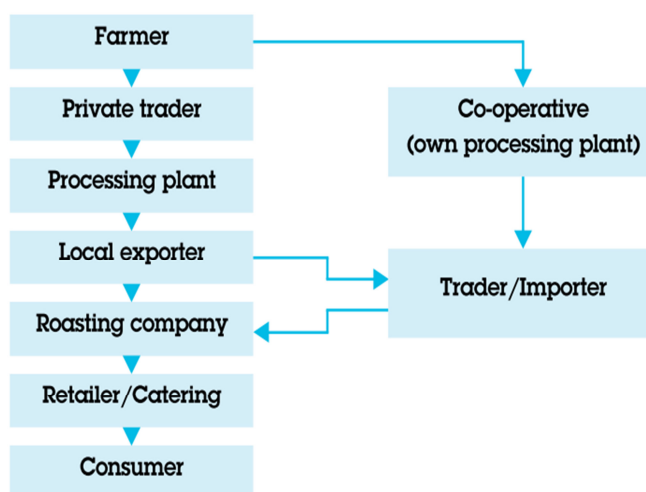 Farmer
Private trader
Processing plant
Local exporter
Roasting company
Retailer/Catering
Consumer
Co-operative
(own processing plant)
Trader/Importer